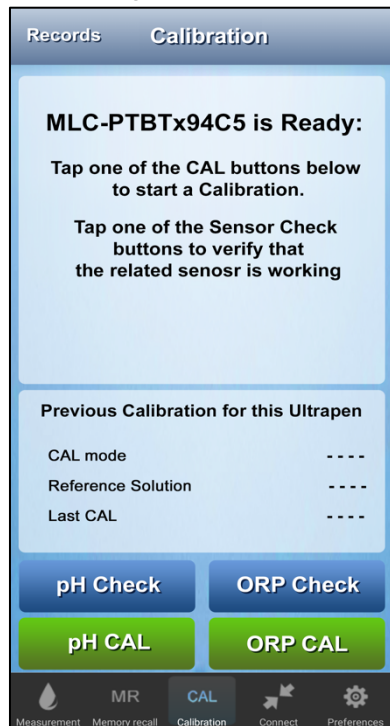 Records Calibration
MLC-PTBTx94C5 is Ready:
Tap one of the CAL buttons below
to start a Calibration.
Tap one of the Sensor Check
buttons to verify that
the related senosr is working
Previous Calibration for this Ultrapen
CAL mode - - - -
Reference Solution - - - -
Last CAL - - - -
pH Check ORP Check
pH CAL ORP CAL
MR CAL
Measurement Memory recall Calibration Connect Preferences